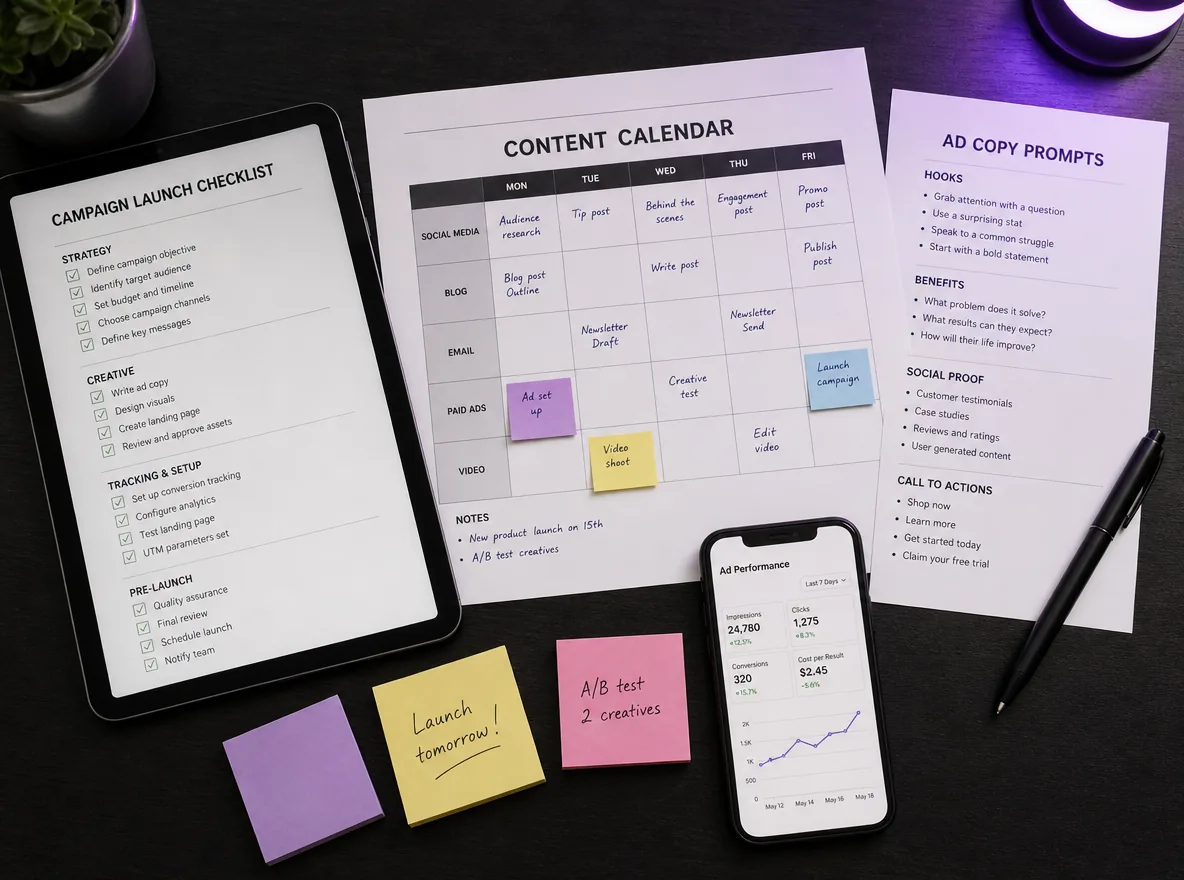 CAMPAIGN LAUNCH CHECKLIST
STRATEGY
Define campaign objective
Identify target audience
Set budget and timeline
Choose campaign channels
Define key messages
CREATIVE
Write ad copy
Design visuals
Create landing page
Review and approve assets
TRACKING & SETUP
Set up conversion tracking
Configure analytics
Test landing page
UTM parameters set
PRE-LAUNCH
Quality assurance
Final review
Schedule launch
Notify team
CONTENT CALENDAR
MON TUE WED THU FRI
SOCIAL MEDIA
Audience
research
Tip post
Behind the
scenes
Engagement
post
Promo
post
BLOG
Blog post
Outline
Write post
Publish
post
EMAIL
Newsletter
Draft
Newsletter
Send
PAID ADS
Ad set
up
Creative
test
Launch
campaign
VIDEO
Video
shoot
Edit
video
NOTES
• New product launch on 15th
• A/B test creatives
AD COPY PROMPTS
HOOKS
• Grab attention with a question
• Use a surprising stat
• Speak to a common struggle
• Start with a bold statement
BENEFITS
• What problem does it solve?
• What results can they expect?
• How will their life improve?
SOCIAL PROOF
• Customer testimonials
• Case studies
• Reviews and ratings
• User generated content
CALL TO ACTIONS
• Shop now
• Learn more
• Get started today
• Claim your free trial
Launch
tomorrow!
A/B test
2 creatives
Ad Performance
Last 7 Days
Impressions
24,780
+12.5%
Clicks
1,275
+8.3%
Conversions
320
+15.7%
Cost per Result
$2.45
-5.6%
2K
1.5K
1K
500
0
May 12 May 14 May 16 May 18